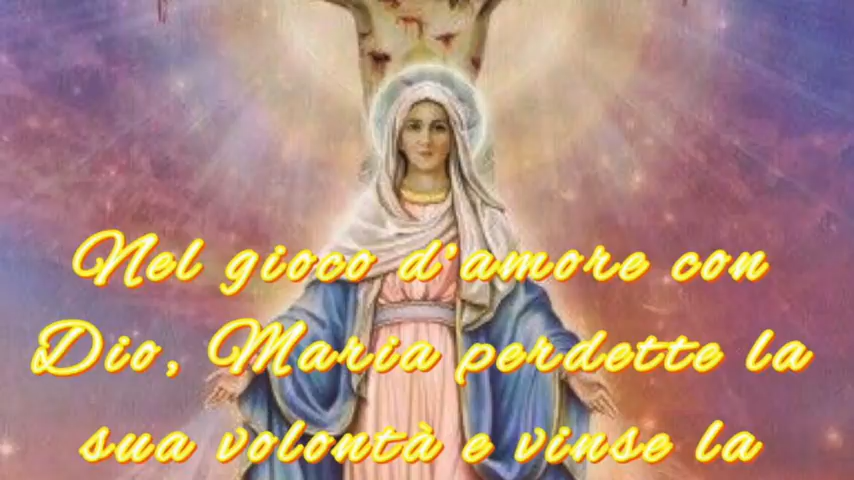 Nel gioco d'amore con
Dio, Maria perdette la
sua volontà e vinse la